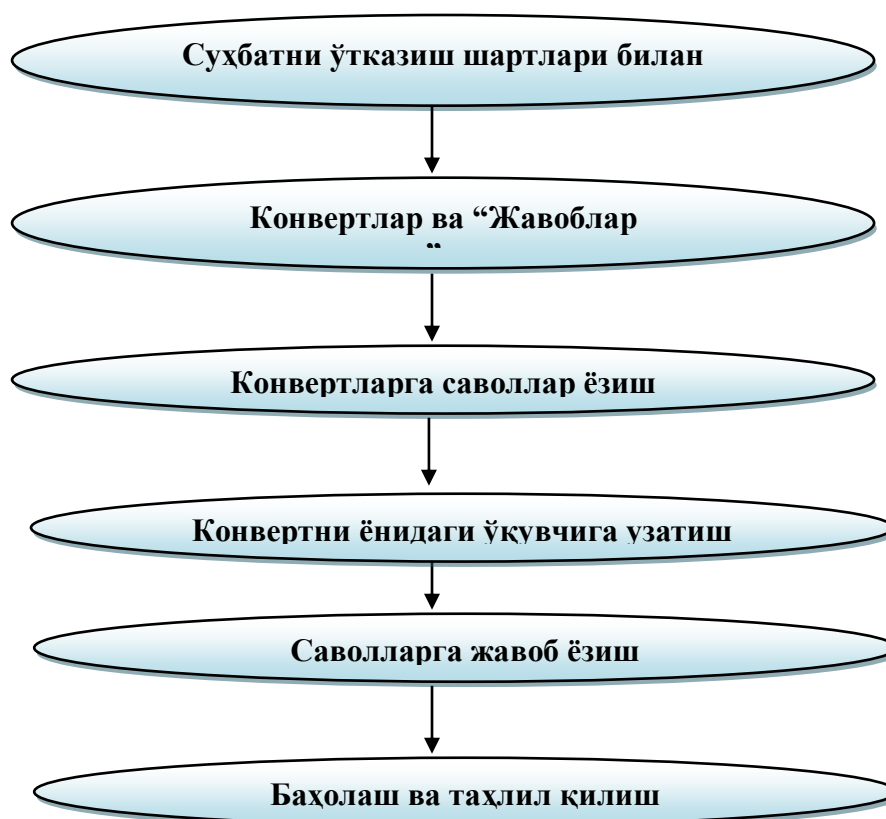 Суҳбатни ўтказиш шартлари билан
Конвертлар ва “Жавоблар
”
Конвертларга саволлар ёзиш
Конвертни ёнидаги ўқувчига узатиш
Саволларга жавоб ёзиш
Баҳолаш ва таҳлил қилиш